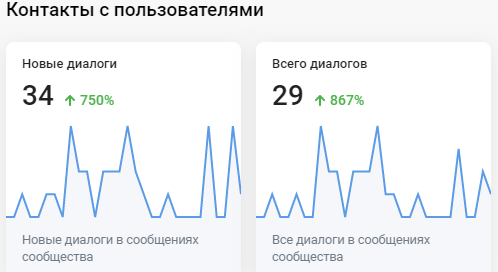 Контакты с пользователями
Новые диалоги
34 ↑ 750%
Новые диалоги в сообщениях
сообщества
Всего диалогов
29 ↑ 867%
Все диалоги в сообщениях
сообщества